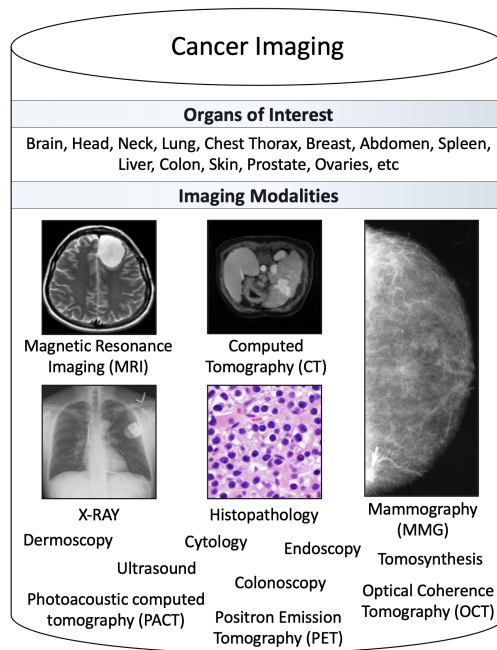 Cancer Imaging
Organs of Interest
Brain, Head, Neck, Lung, Chest Thorax, Breast, Abdomen, Spleen,
Liver, Colon, Skin, Prostate, Ovaries, etc
Imaging Modalities
Magnetic Resonance
Imaging (MRI)
Computed
Tomography (CT)
X-RAY
Histopathology
Mammography
(MMG)
Dermoscopy
Cytology
Endoscopy
Tomosynthesis
Ultrasound
Colonoscopy
Optical Coherence
Tomography (OCT)
Photoacoustic computed
tomography (PACT)
Positron Emission
Tomography (PET)